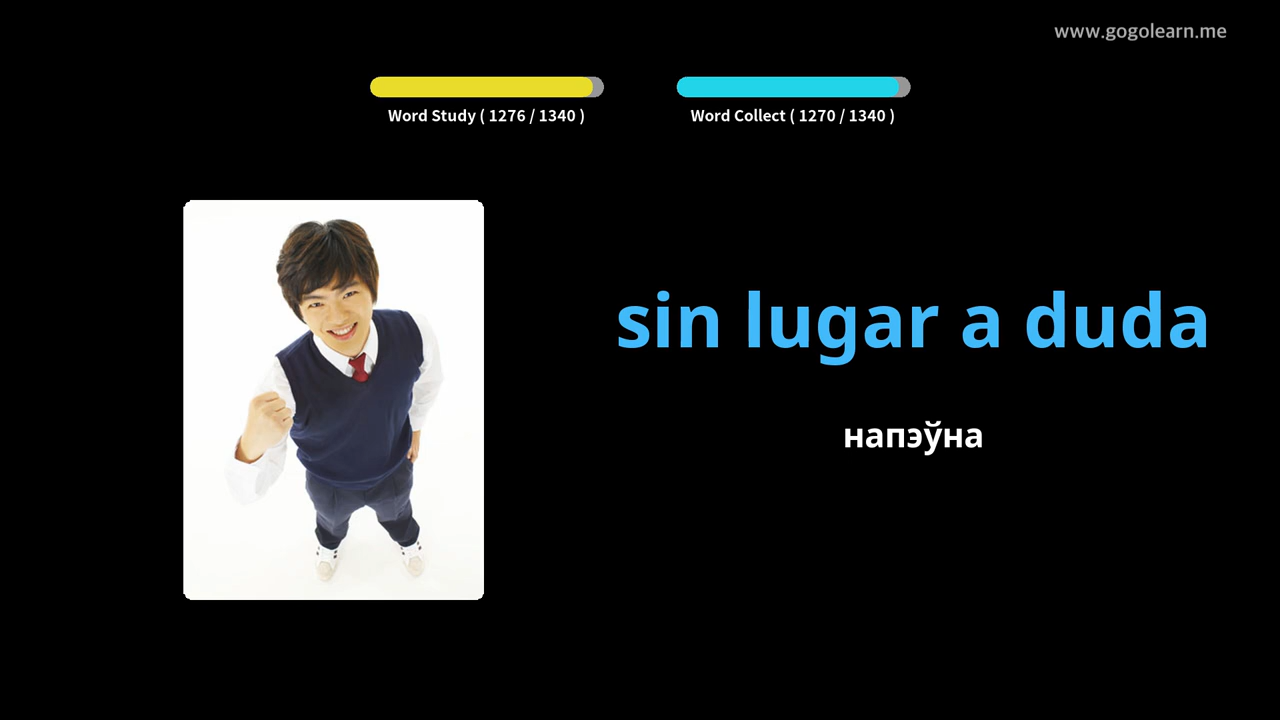 www.gogolearn.me
Word Study ( 1276 / 1340 )
Word Collect ( 1270 / 1340 )
sin lugar a duda
напэўна